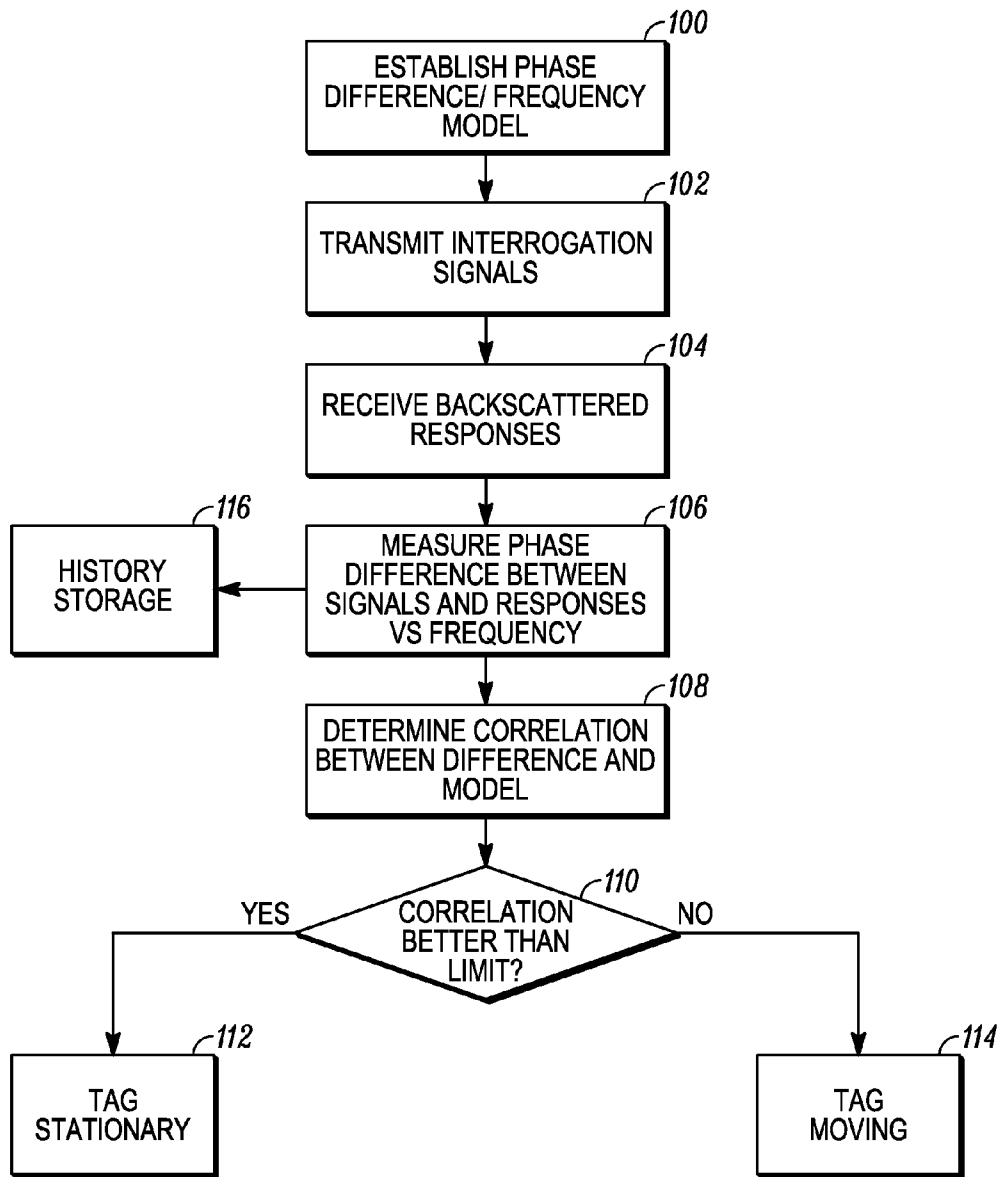 100
ESTABLISH PHASE
DIFFERENCE/ FREQUENCY
MODEL
102
TRANSMIT INTERROGATION
SIGNALS
104
RECEIVE BACKSCATTERED
RESPONSES
116
HISTORY
STORAGE
106
MEASURE PHASE
DIFFERENCE BETWEEN
SIGNALS AND RESPONSES
VS FREQUENCY
108
DETERMINE CORRELATION
BETWEEN DIFFERENCE AND
MODEL
110
YES
CORRELATION
BETTER THAN
LIMIT?
NO
112
TAG
STATIONARY
114
TAG
MOVING